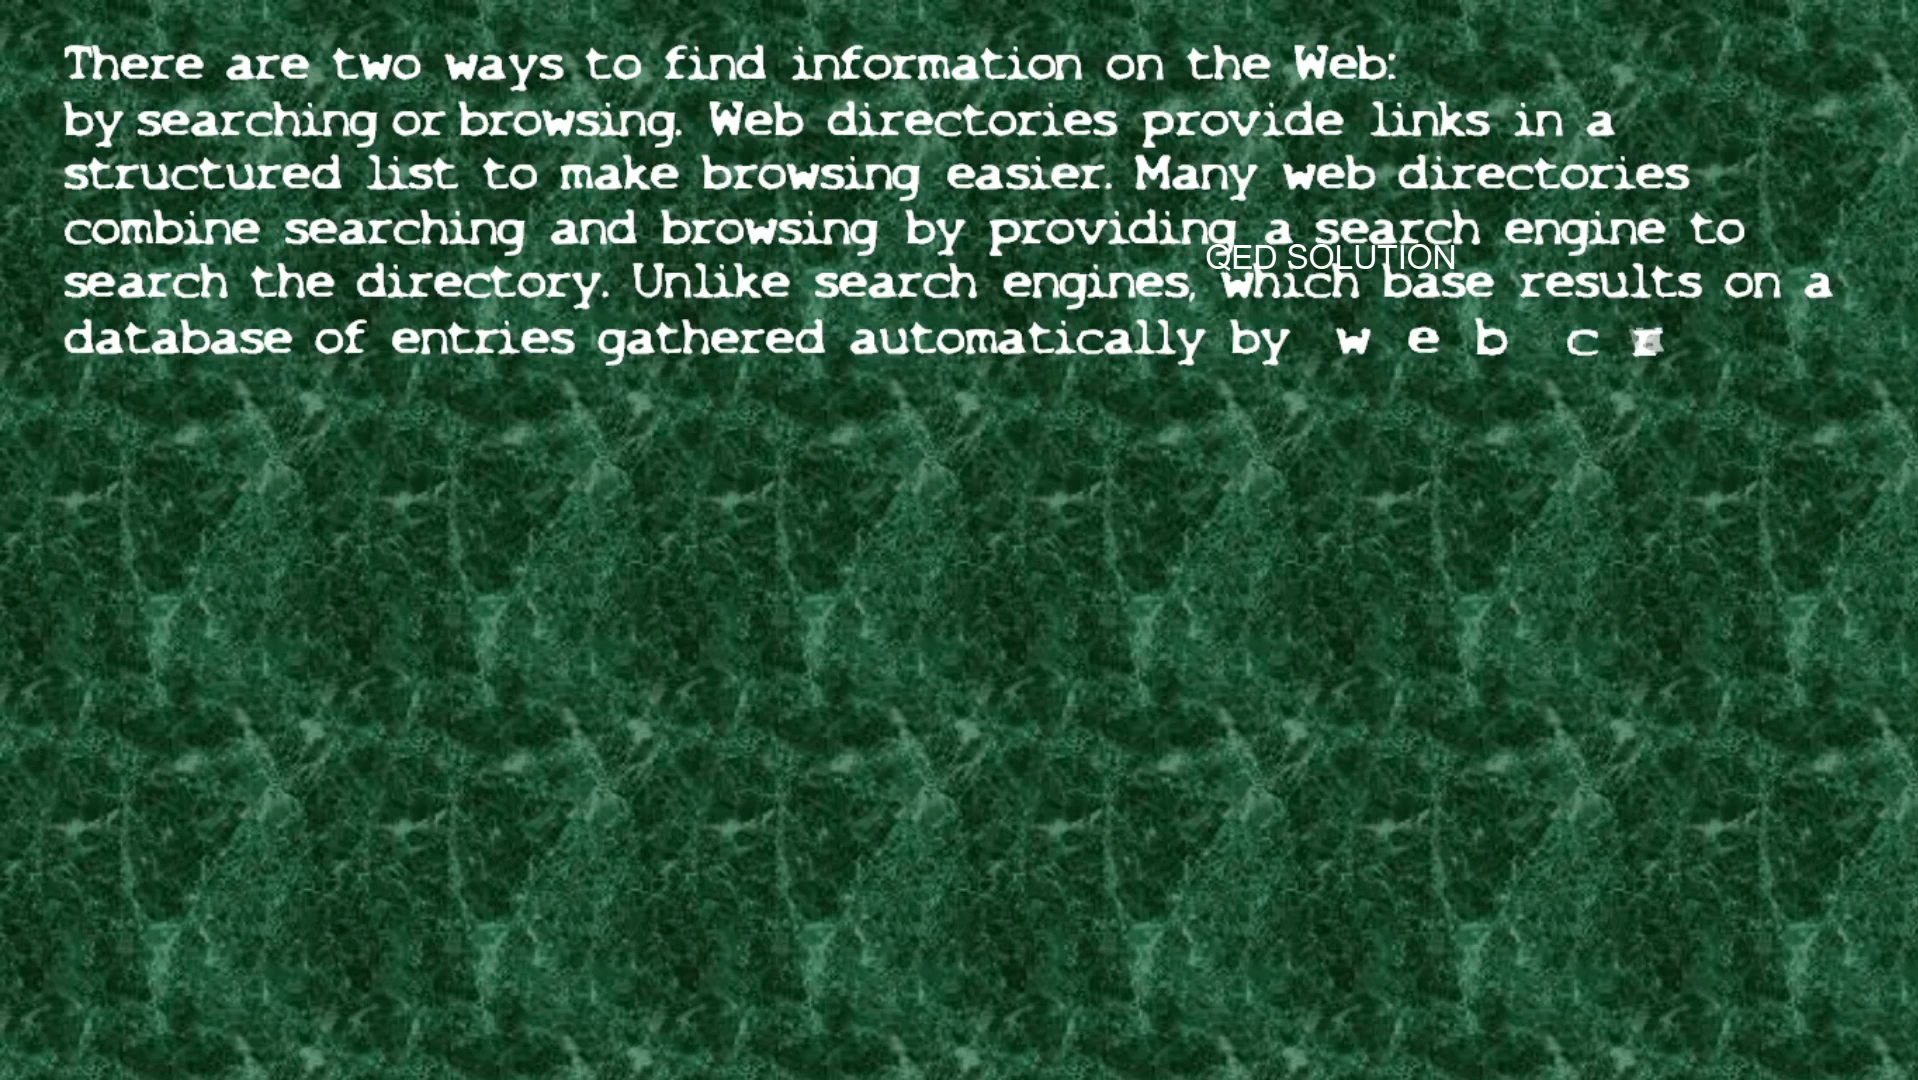 There are two ways to find information on the Web:
by searching or browsing. Web directories provide links in a
structured list to make browsing easier. Many web directories
combine searching and browsing by providing a search engine to
QED SOLUTION
search the directory. Unlike search engines, which base results on a
database of entries gathered automatically by w e b c r